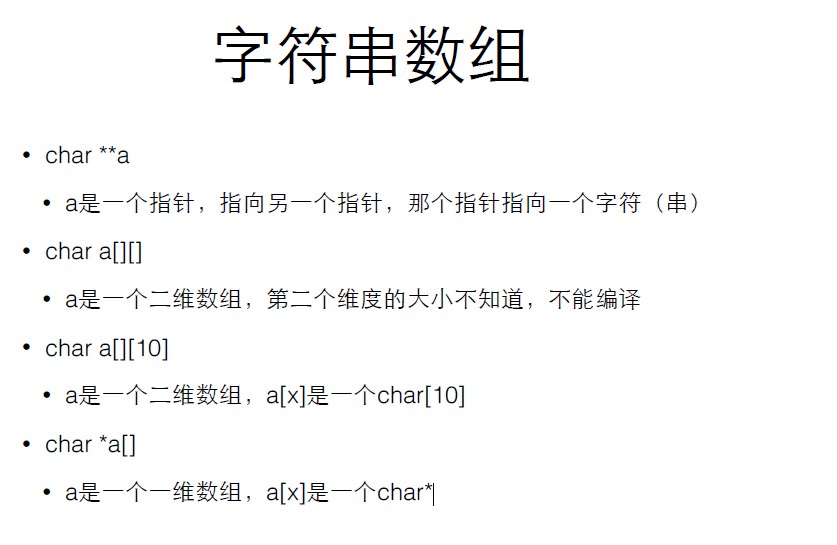 字符串数组
• char **a
• a是一个指针，指向另一个指针，那个指针指向一个字符（串）
• char a[][]
• a是一个二维数组，第二个维度的大小不知道，不能编译
• char a[][10]
• a是一个二维数组，a[x]是一个char[10]
• char *a[]
• a是一个一维数组，a[x]是一个char*